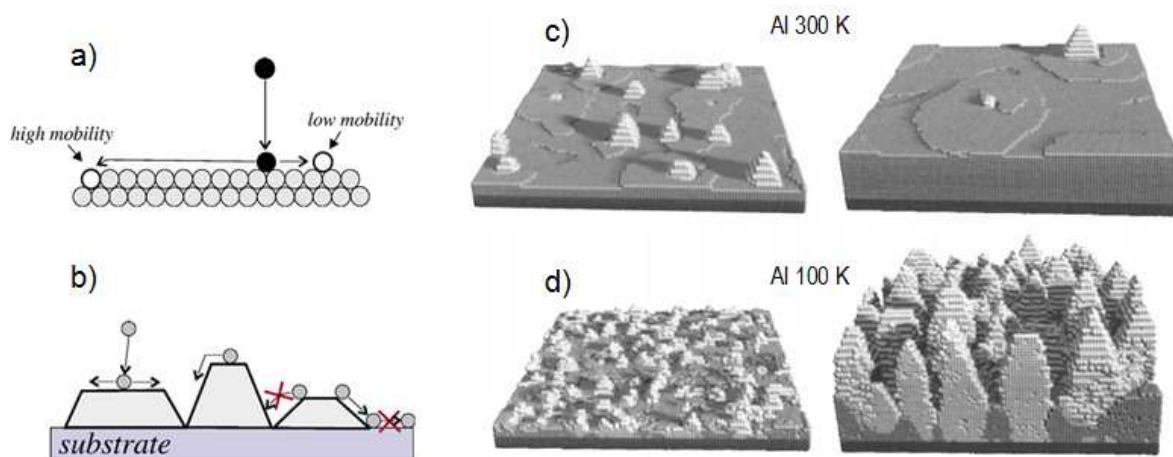 a)
high mobility
low mobility
b)
substrate
c)
Al 300 K
d)
Al 100 K